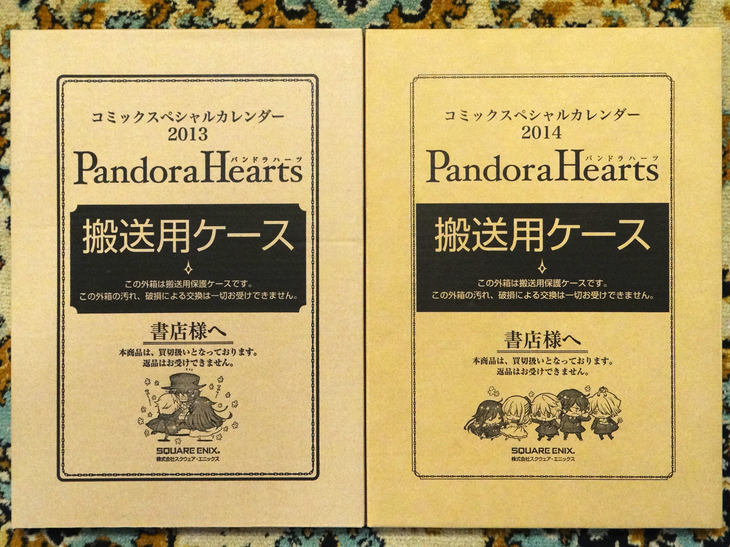 コミックスペシャルカレンダー
2013
パンドラハーツ
PandoraHearts
搬送用ケース
この外箱は搬送用保護ケースです。
この外箱の汚れ、破損による交換は一切お受けできません。
書店様へ
本商品は、買切扱いとなっております。
返品はお受けできません。
SQUARE ENIX.
株式会社スクウェア・エニックス
コミックスペシャルカレンダー
2014
パンドラハーツ
PandoraHearts
搬送用ケース
この外箱は搬送用保護ケースです。
この外箱の汚れ、破損による交換は一切お受けできません。
書店様へ
本商品は、買切扱いとなっております。
返品はお受けできません。
SQUARE ENIX.
株式会社スクウェア・エニックス